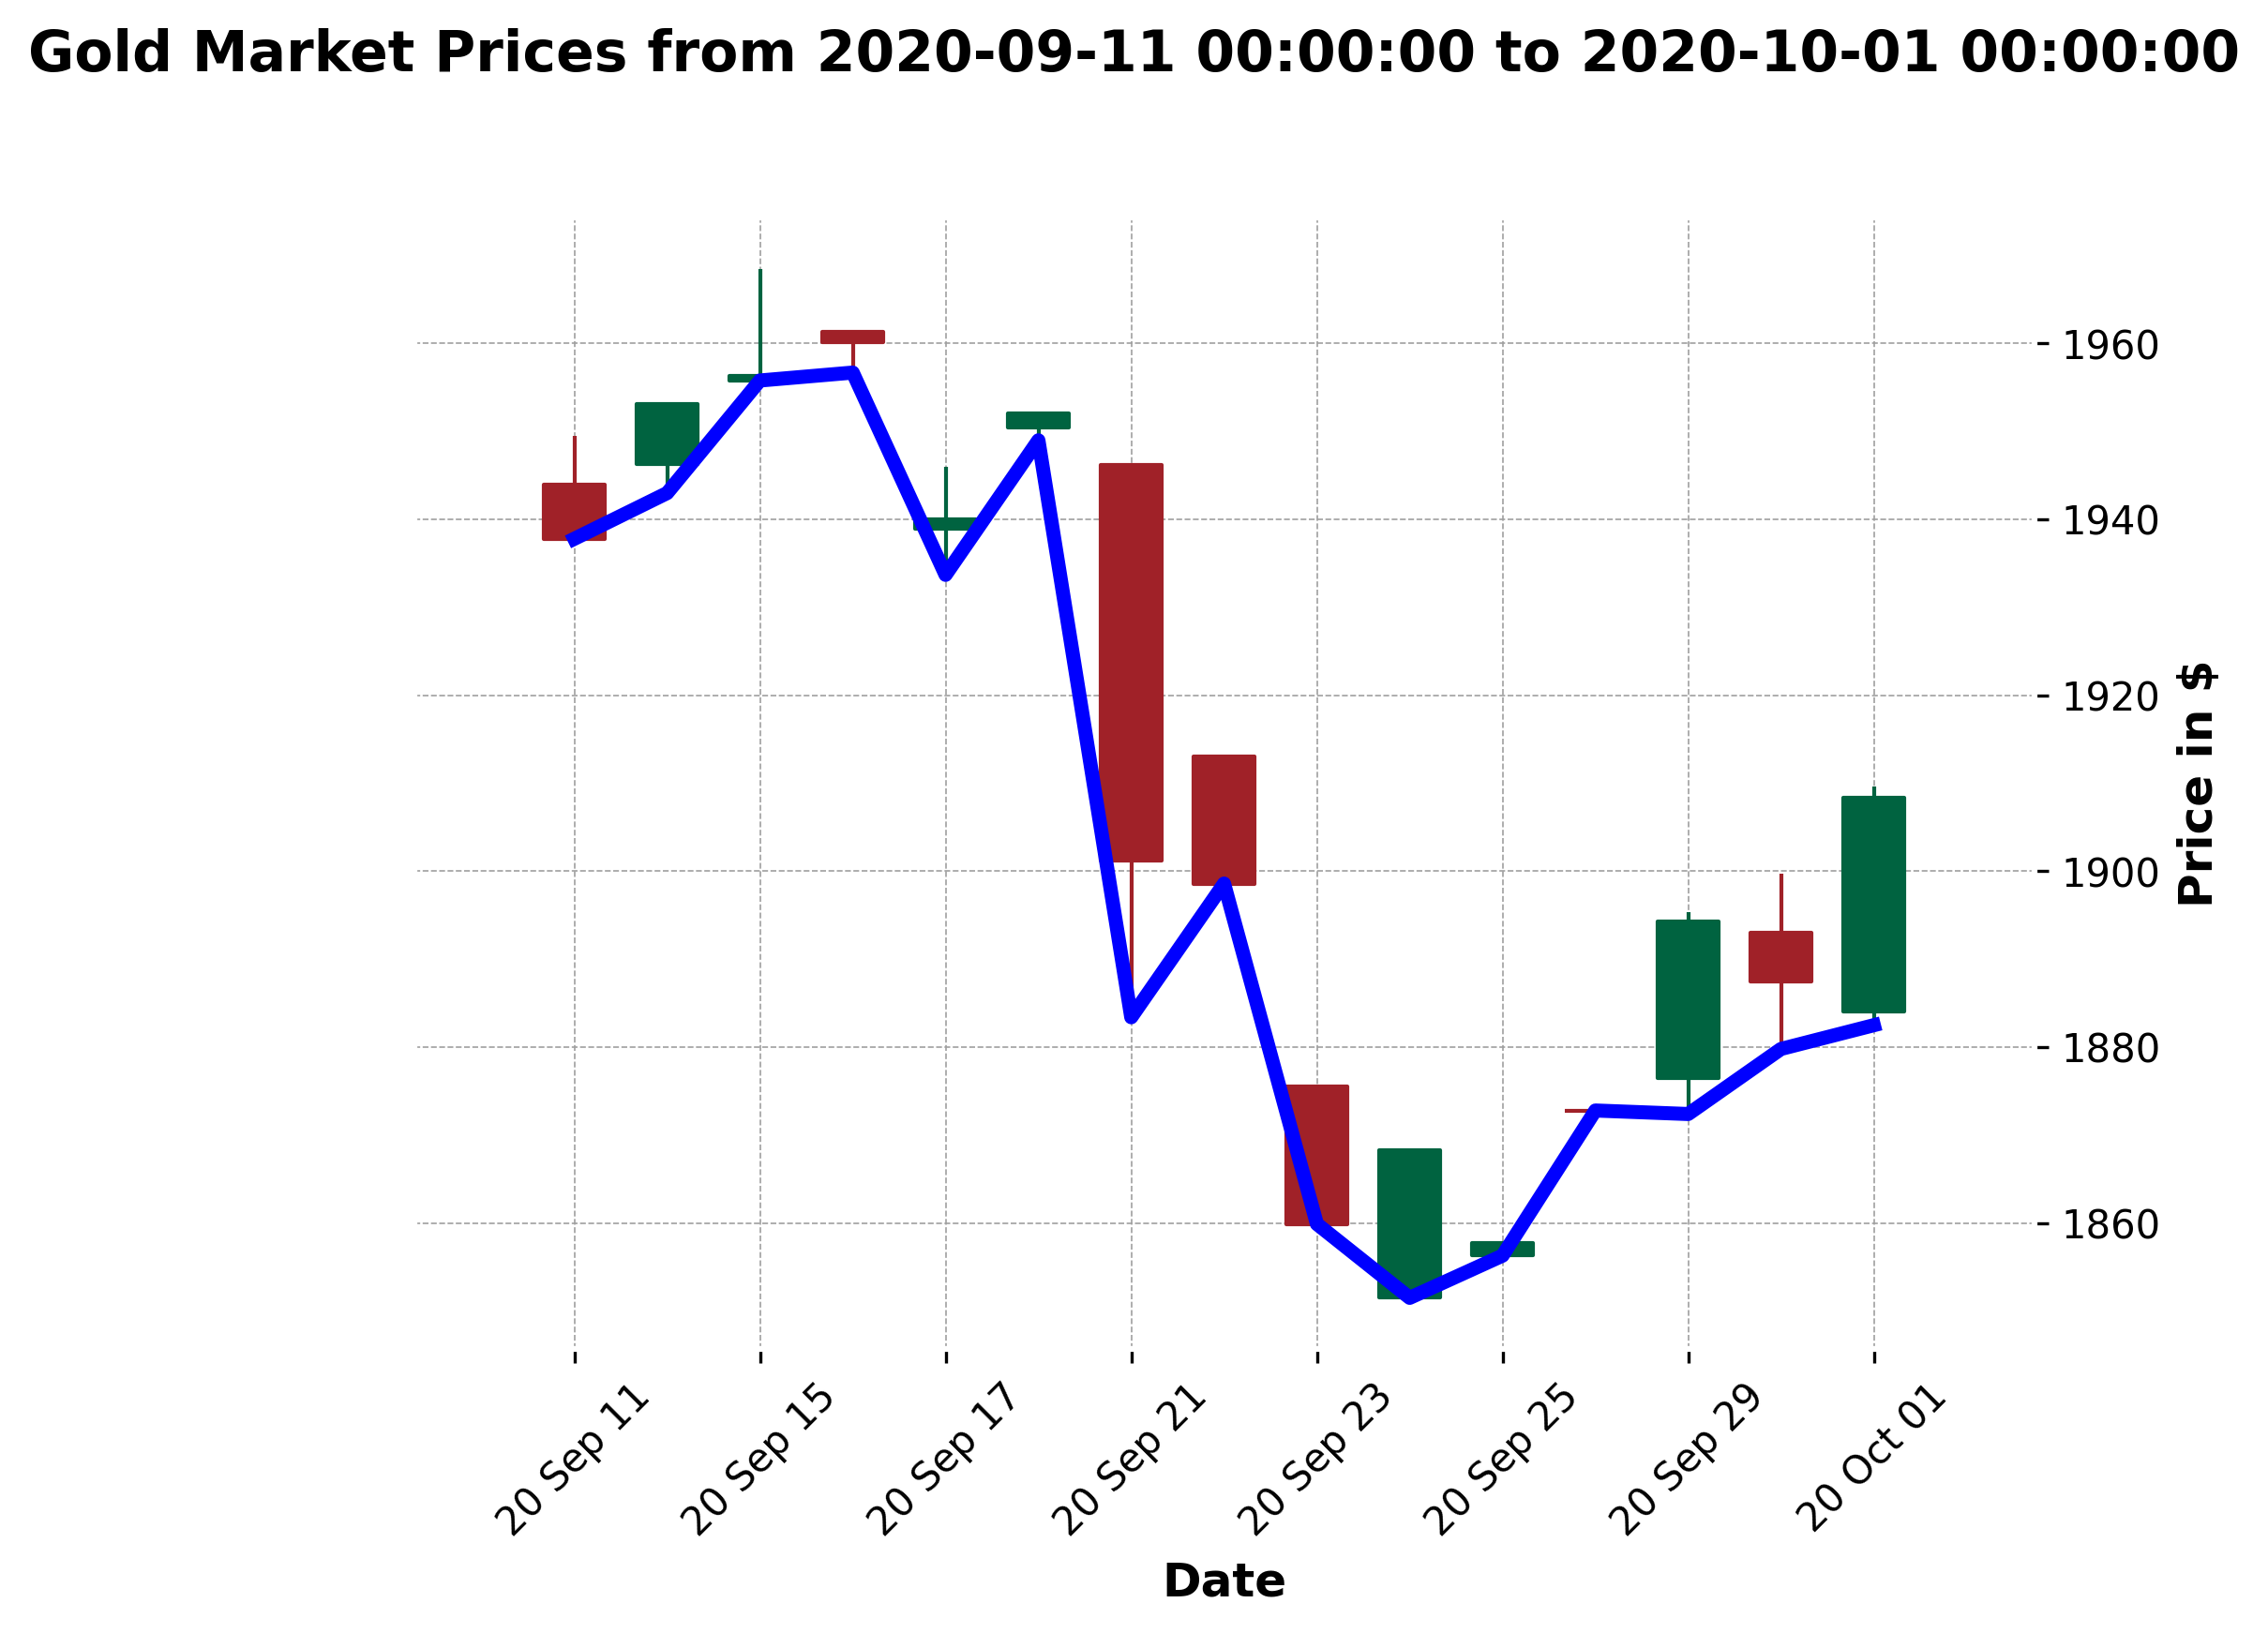 Gold Market Prices from 2020-09-11 00:00:00 to 2020-10-01 00:00:00
1960
1940
1920
1900
1880
1860
Price in $
20 Sep 11
20 Sep 15
20 Sep 17
20 Sep 21
20 Sep 23
20 Sep 25
20 Sep 29
20 Oct 01
Date